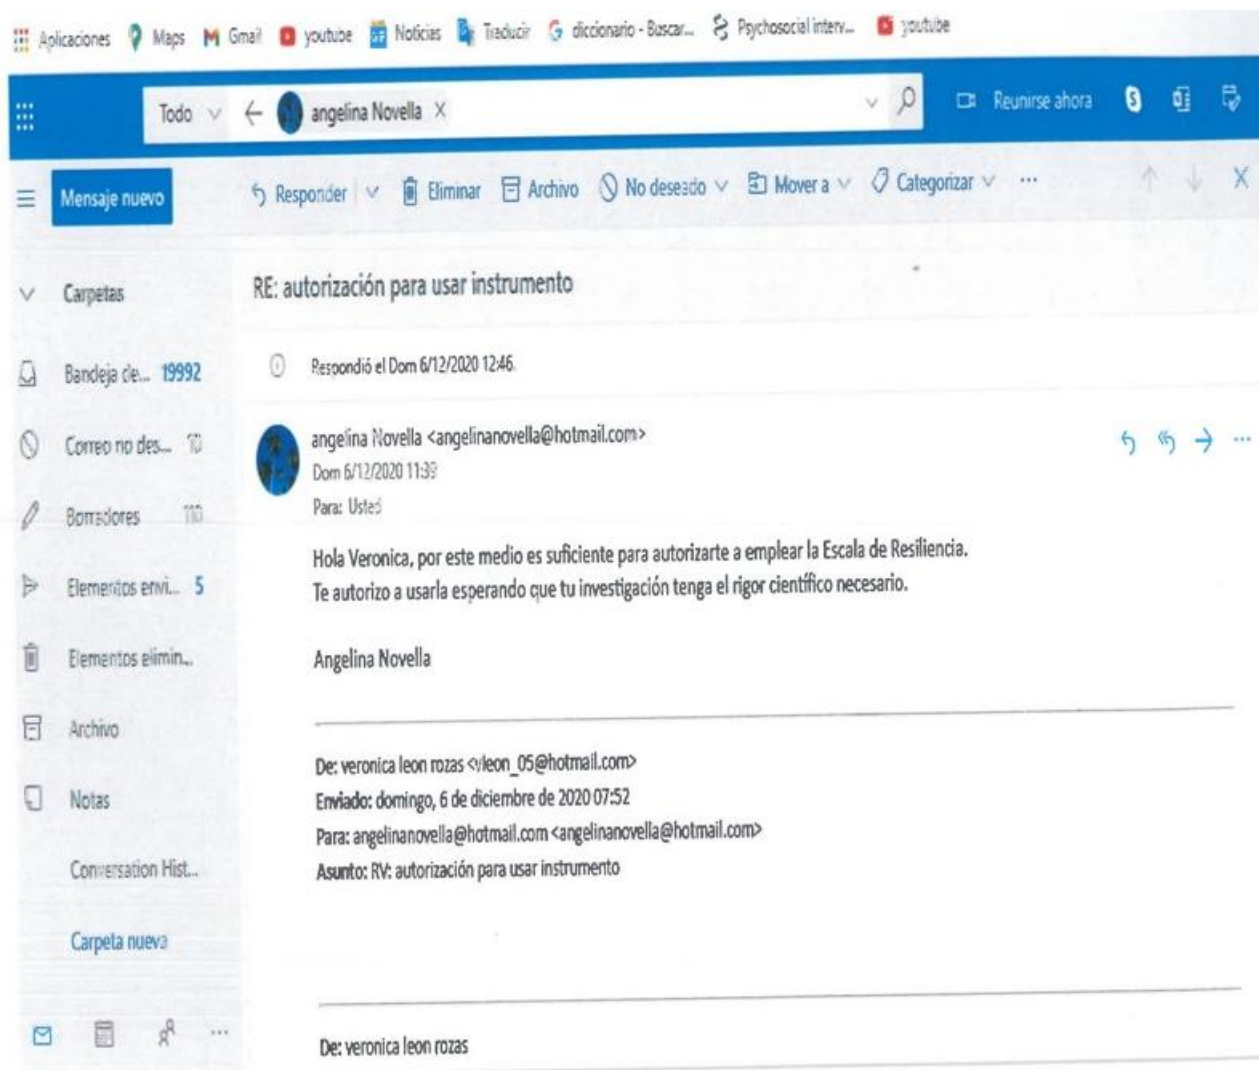 Aplicaciones Maps Gmail youtube Noticias Traducir diccionario - Buscar... Psychosocial interv... youtube
Todo angelina Novella Reunirse ahora
Mensaje nuevo Responder Eliminar Archivo No deseado Mover a Categorizar ...
Carpetas
RE: autorización para usar instrumento
Bandeja de... 19992
Respondió el Dom 6/12/2020 12:46.
Correo no des... 10
angelina Novella <angelinanovella@hotmail.com>
Dom 6/12/2020 11:39
Para: Usted
Borradores 110
Hola Veronica, por este medio es suficiente para autorizarte a emplear la Escala de Resiliencia.
Te autorizo a usarla esperando que tu investigación tenga el rigor científico necesario.
Elementos envi... 5
Elementos elimin...
Angelina Novella
Archivo
De: veronica leon rozas <vleon_05@hotmail.com>
Enviado: domingo, 6 de diciembre de 2020 07:52
Para: angelinanovella@hotmail.com <angelinanovella@hotmail.com>
Asunto: RV: autorización para usar instrumento
Notas
Conversation Hist...
Carpeta nueva
De: veronica leon rozas